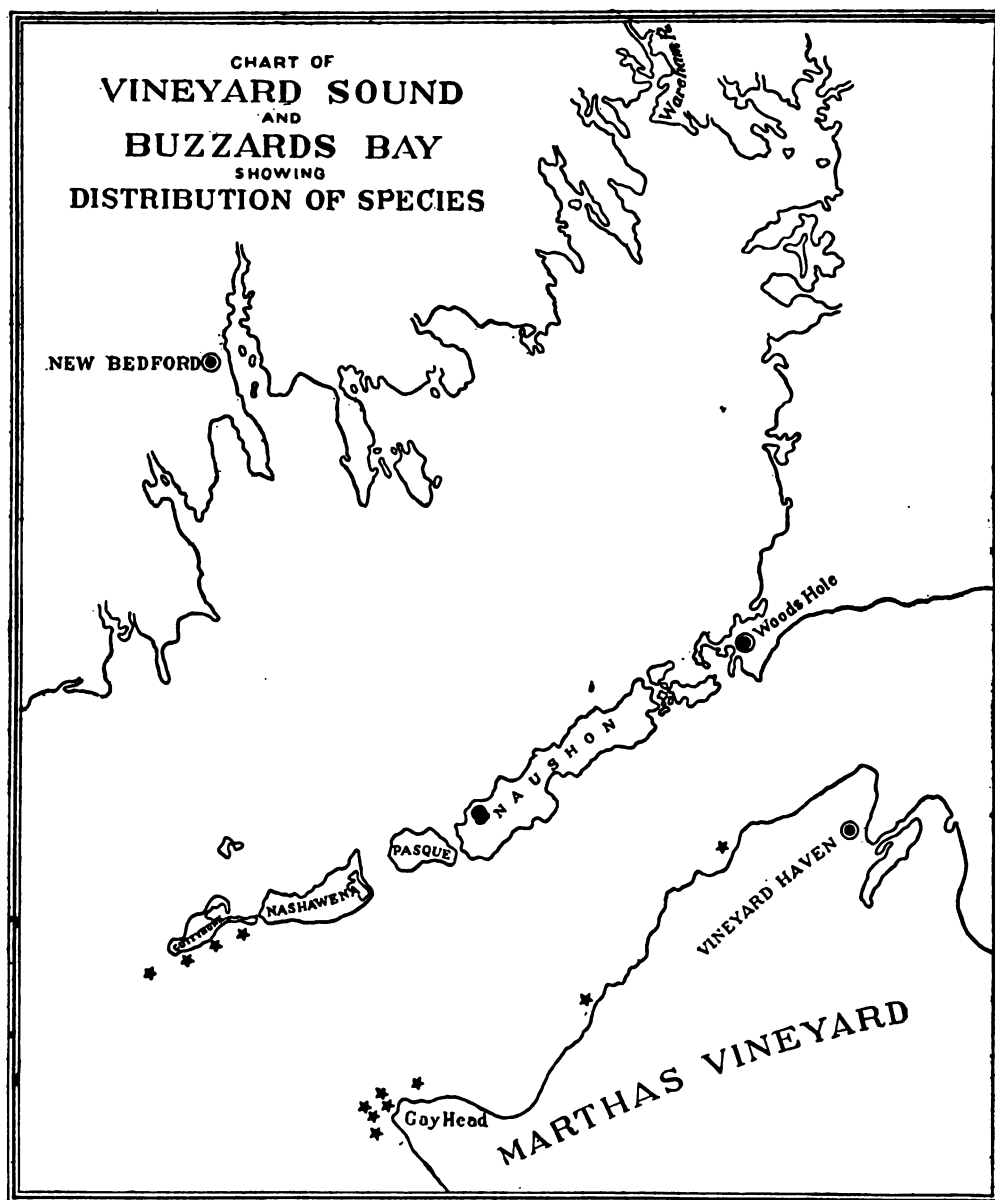 CHART OF
VINEYARD SOUND
AND
BUZZARDS BAY
SHOWING
DISTRIBUTION OF SPECIES
Wareham R.
NEW BEDFORD
Woods Hole
NAUSHON
PASQUE
NASHAWENA
CUTTYHUNK
VINEYARD HAVEN
MARTHAS VINEYARD
Gay Head